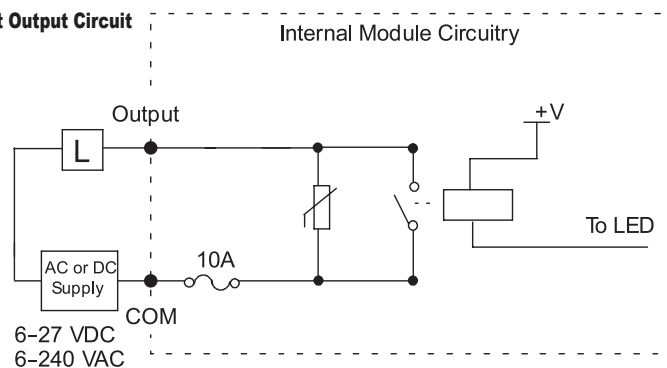 t Output Circuit
Internal Module Circuitry
Output
+V
L
To LED
AC or DC
Supply
10A
COM
6–27 VDC
6–240 VAC